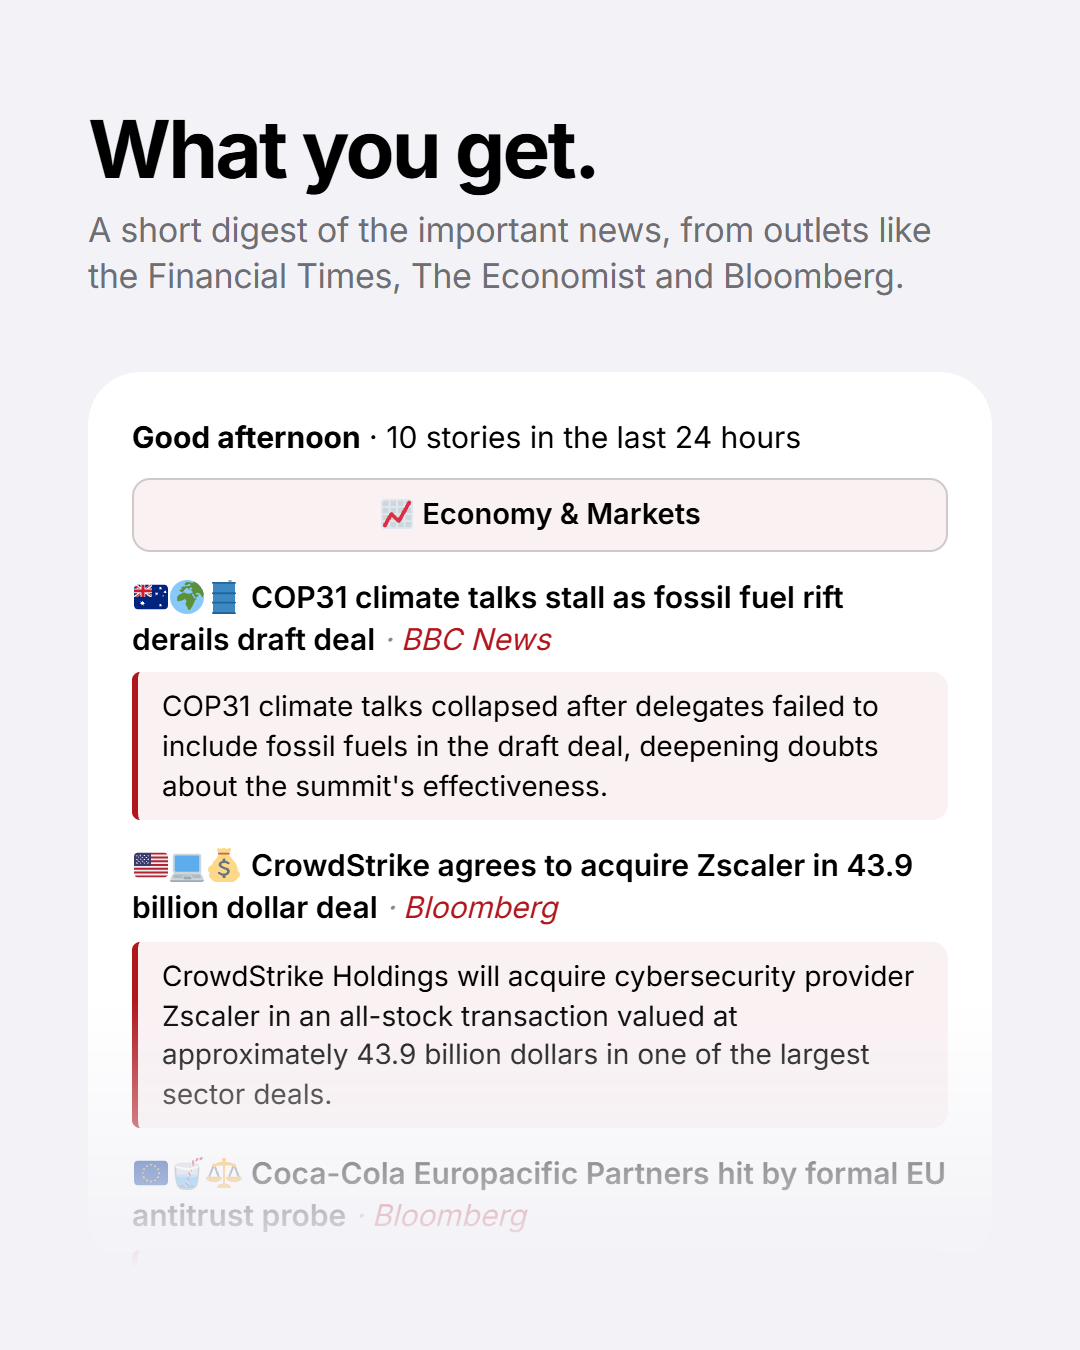 What you get.
A short digest of the important news, from outlets like
the Financial Times, The Economist and Bloomberg.
Good afternoon · 10 stories in the last 24 hours
📈 Economy & Markets
🇦🇺🌍🛢️ COP31 climate talks stall as fossil fuel rift
derails draft deal · BBC News
COP31 climate talks collapsed after delegates failed to
include fossil fuels in the draft deal, deepening doubts
about the summit's effectiveness.
🇺🇸💻💰 CrowdStrike agrees to acquire Zscaler in 43.9
billion dollar deal · Bloomberg
CrowdStrike Holdings will acquire cybersecurity provider
Zscaler in an all-stock transaction valued at
approximately 43.9 billion dollars in one of the largest
sector deals.
🇪🇺🥤⚖️ Coca-Cola Europacific Partners hit by formal EU
antitrust probe · Bloomberg